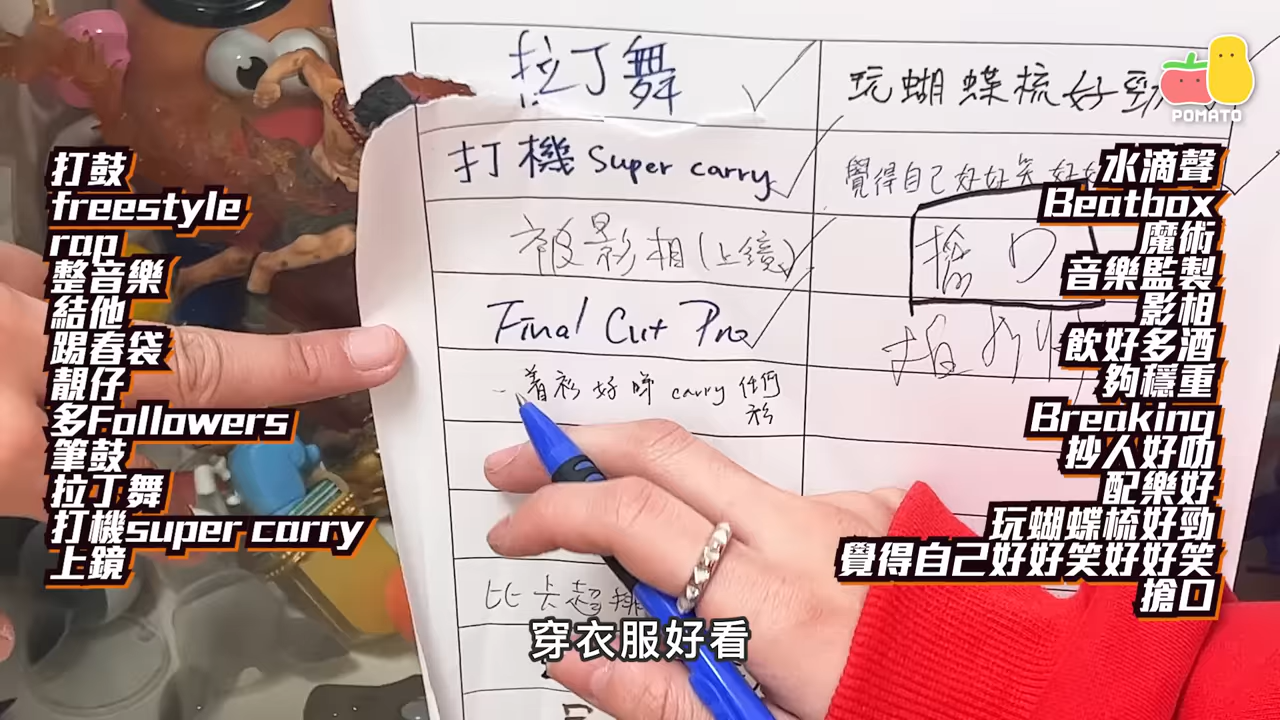 拉丁舞
玩蝴蝶梳好勁
POMATO
打機 Super carry
覺得自己好好笑 好好
被影相(上鏡)
搶口
Final Cut Pro
着衫好睇 carry 任何
衫
比卡超
打鼓
freestyle
rap
整音樂
結他
踢春袋
靚仔
多Followers
筆鼓
拉丁舞
打機super carry
上鏡
水滴聲
Beatbox
魔術
音樂監製
影相
飲好多酒
夠穩重
Breaking
抄人好叻
配樂好
玩蝴蝶梳好勁
覺得自己好好笑好好笑
搶口
穿衣服好看